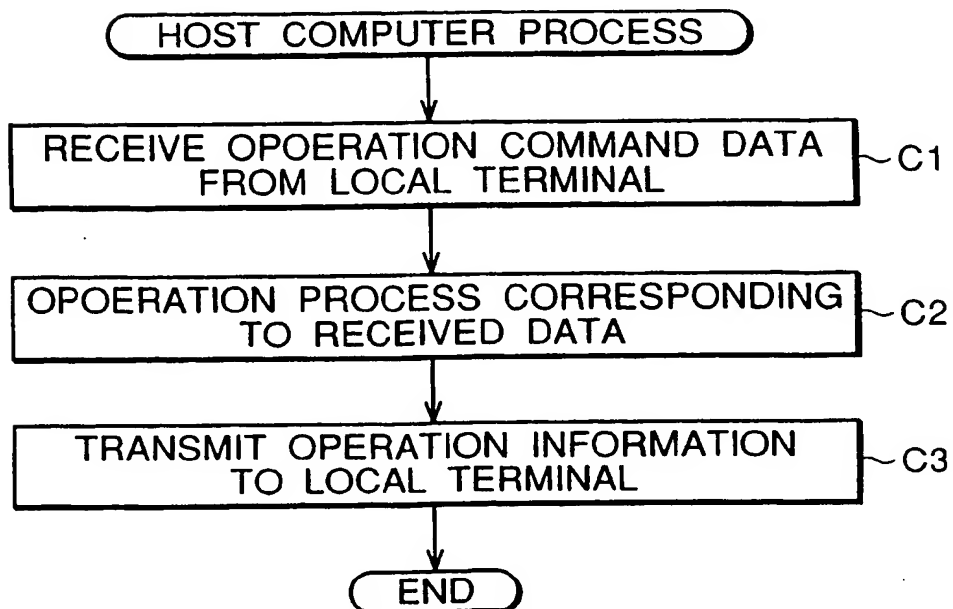 HOST COMPUTER PROCESS
RECEIVE OPOERATION COMMAND DATA
FROM LOCAL TERMINAL
C1
OPOERATION PROCESS CORRESPONDING
TO RECEIVED DATA
C2
TRANSMIT OPERATION INFORMATION
TO LOCAL TERMINAL
C3
END